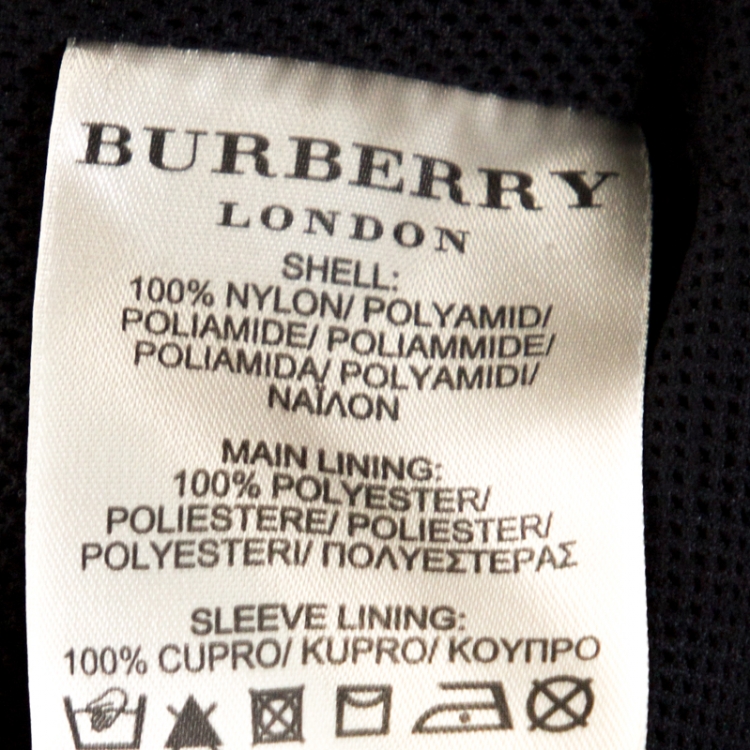 BURBERRY
LONDON
SHELL:
100% NYLON/ POLYAMID/
POLIAMIDE/ POLIAMMIDE/
POLIAMIDA/ POLYAMIDI/
ΝΑΪΛΟΝ
MAIN LINING:
100% POLYESTER/
POLIESTERE/ POLIESTER/
POLYESTERI/ ΠΟΛΥΕΣΤΕΡΑΣ
SLEEVE LINING:
100% CUPRO/ KUPRO/ ΚΟΥΠΡΟ